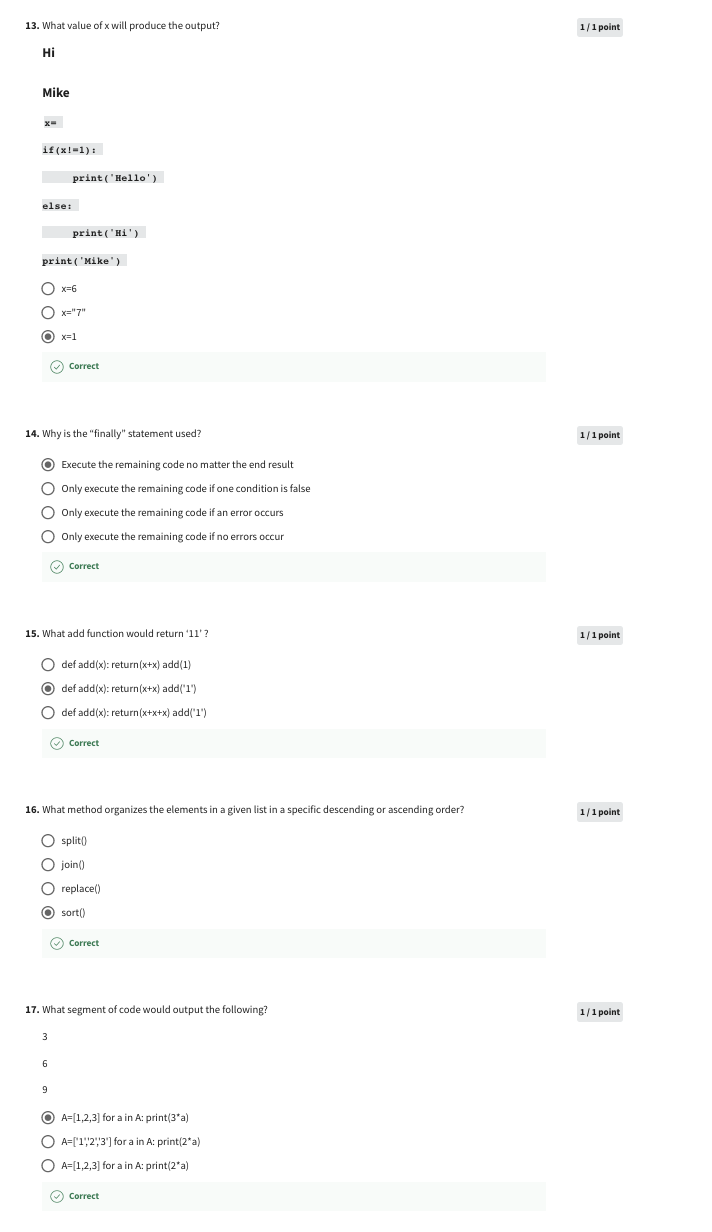 13. What value of x will produce the output?
1 / 1 point
Hi
Mike
x=
if(x!=1):
print('Hello')
else:
print('Hi')
print('Mike')
x=6
x="7"
x=1
Correct
14. Why is the “finally” statement used?
1 / 1 point
Execute the remaining code no matter the end result
Only execute the remaining code if one condition is false
Only execute the remaining code if an error occurs
Only execute the remaining code if no errors occur
Correct
15. What add function would return ‘11’ ?
1 / 1 point
def add(x): return(x+x) add(1)
def add(x): return(x+x) add('1')
def add(x): return(x+x+x) add('1')
Correct
16. What method organizes the elements in a given list in a specific descending or ascending order?
1 / 1 point
split()
join()
replace()
sort()
Correct
17. What segment of code would output the following?
1 / 1 point
3
6
9
A=[1,2,3] for a in A: print(3*a)
A=['1','2','3'] for a in A: print(2*a)
A=[1,2,3] for a in A: print(2*a)
Correct